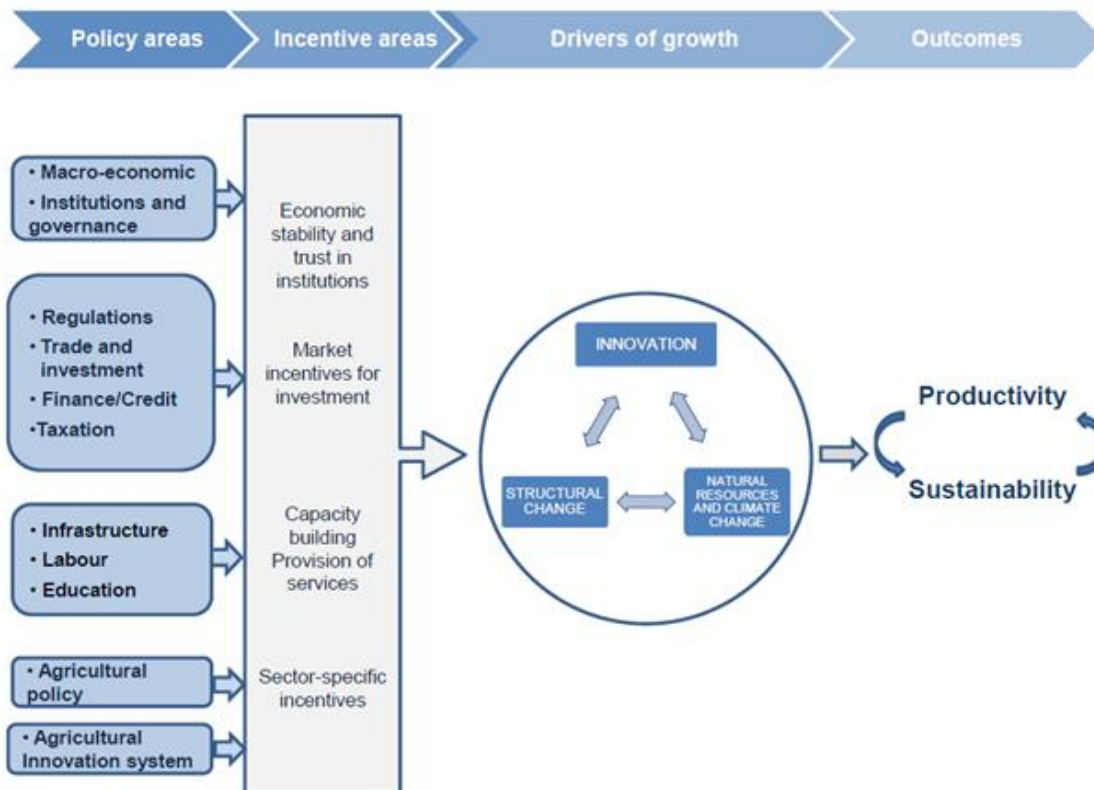 Policy areas
Incentive areas
Drivers of growth
Outcomes
• Macro-economic
• Institutions and
governance
• Regulations
• Trade and
investment
• Finance/Credit
•Taxation
• Infrastructure
• Labour
• Education
• Agricultural
policy
• Agricultural
Innovation system
Economic
stability and
trust in
institutions
Market
incentives for
investment
Capacity
building
Provision of
services
Sector-specific
incentives
INNOVATION
STRUCTURAL
CHANGE
NATURAL
RESOURCES
AND CLIMATE
CHANGE
Productivity
Sustainability